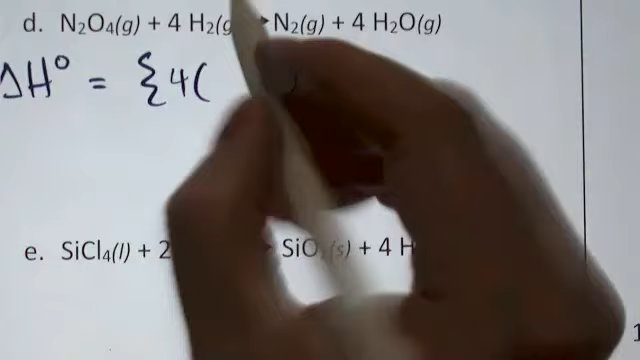 d. N₂O₄(g) + 4 H₂(g N₂(g) + 4 H₂O(g)
ΔH° = {4(
e. SiCl₄(l) + 2 SiO (s) + 4 H
1